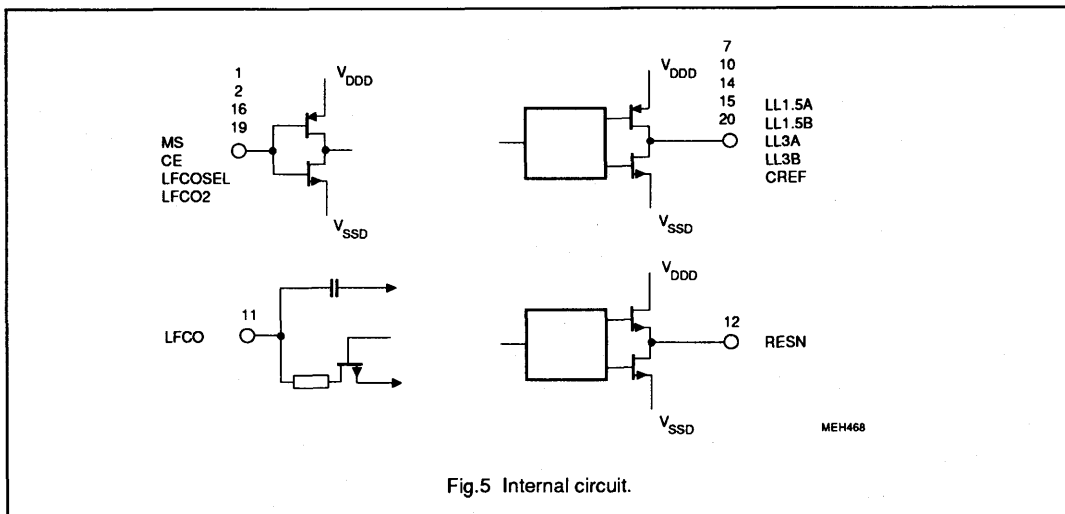 1
2
16
19
MS
CE
LFCOSEL
LFCO2
VDDD
VSSD
7
10
14
15
20
LL1.5A
LL1.5B
LL3A
LL3B
CREF
VDDD
VSSD
11
LFCO
VDDD
VSSD
12
RESN
MEH468
Fig.5 Internal circuit.